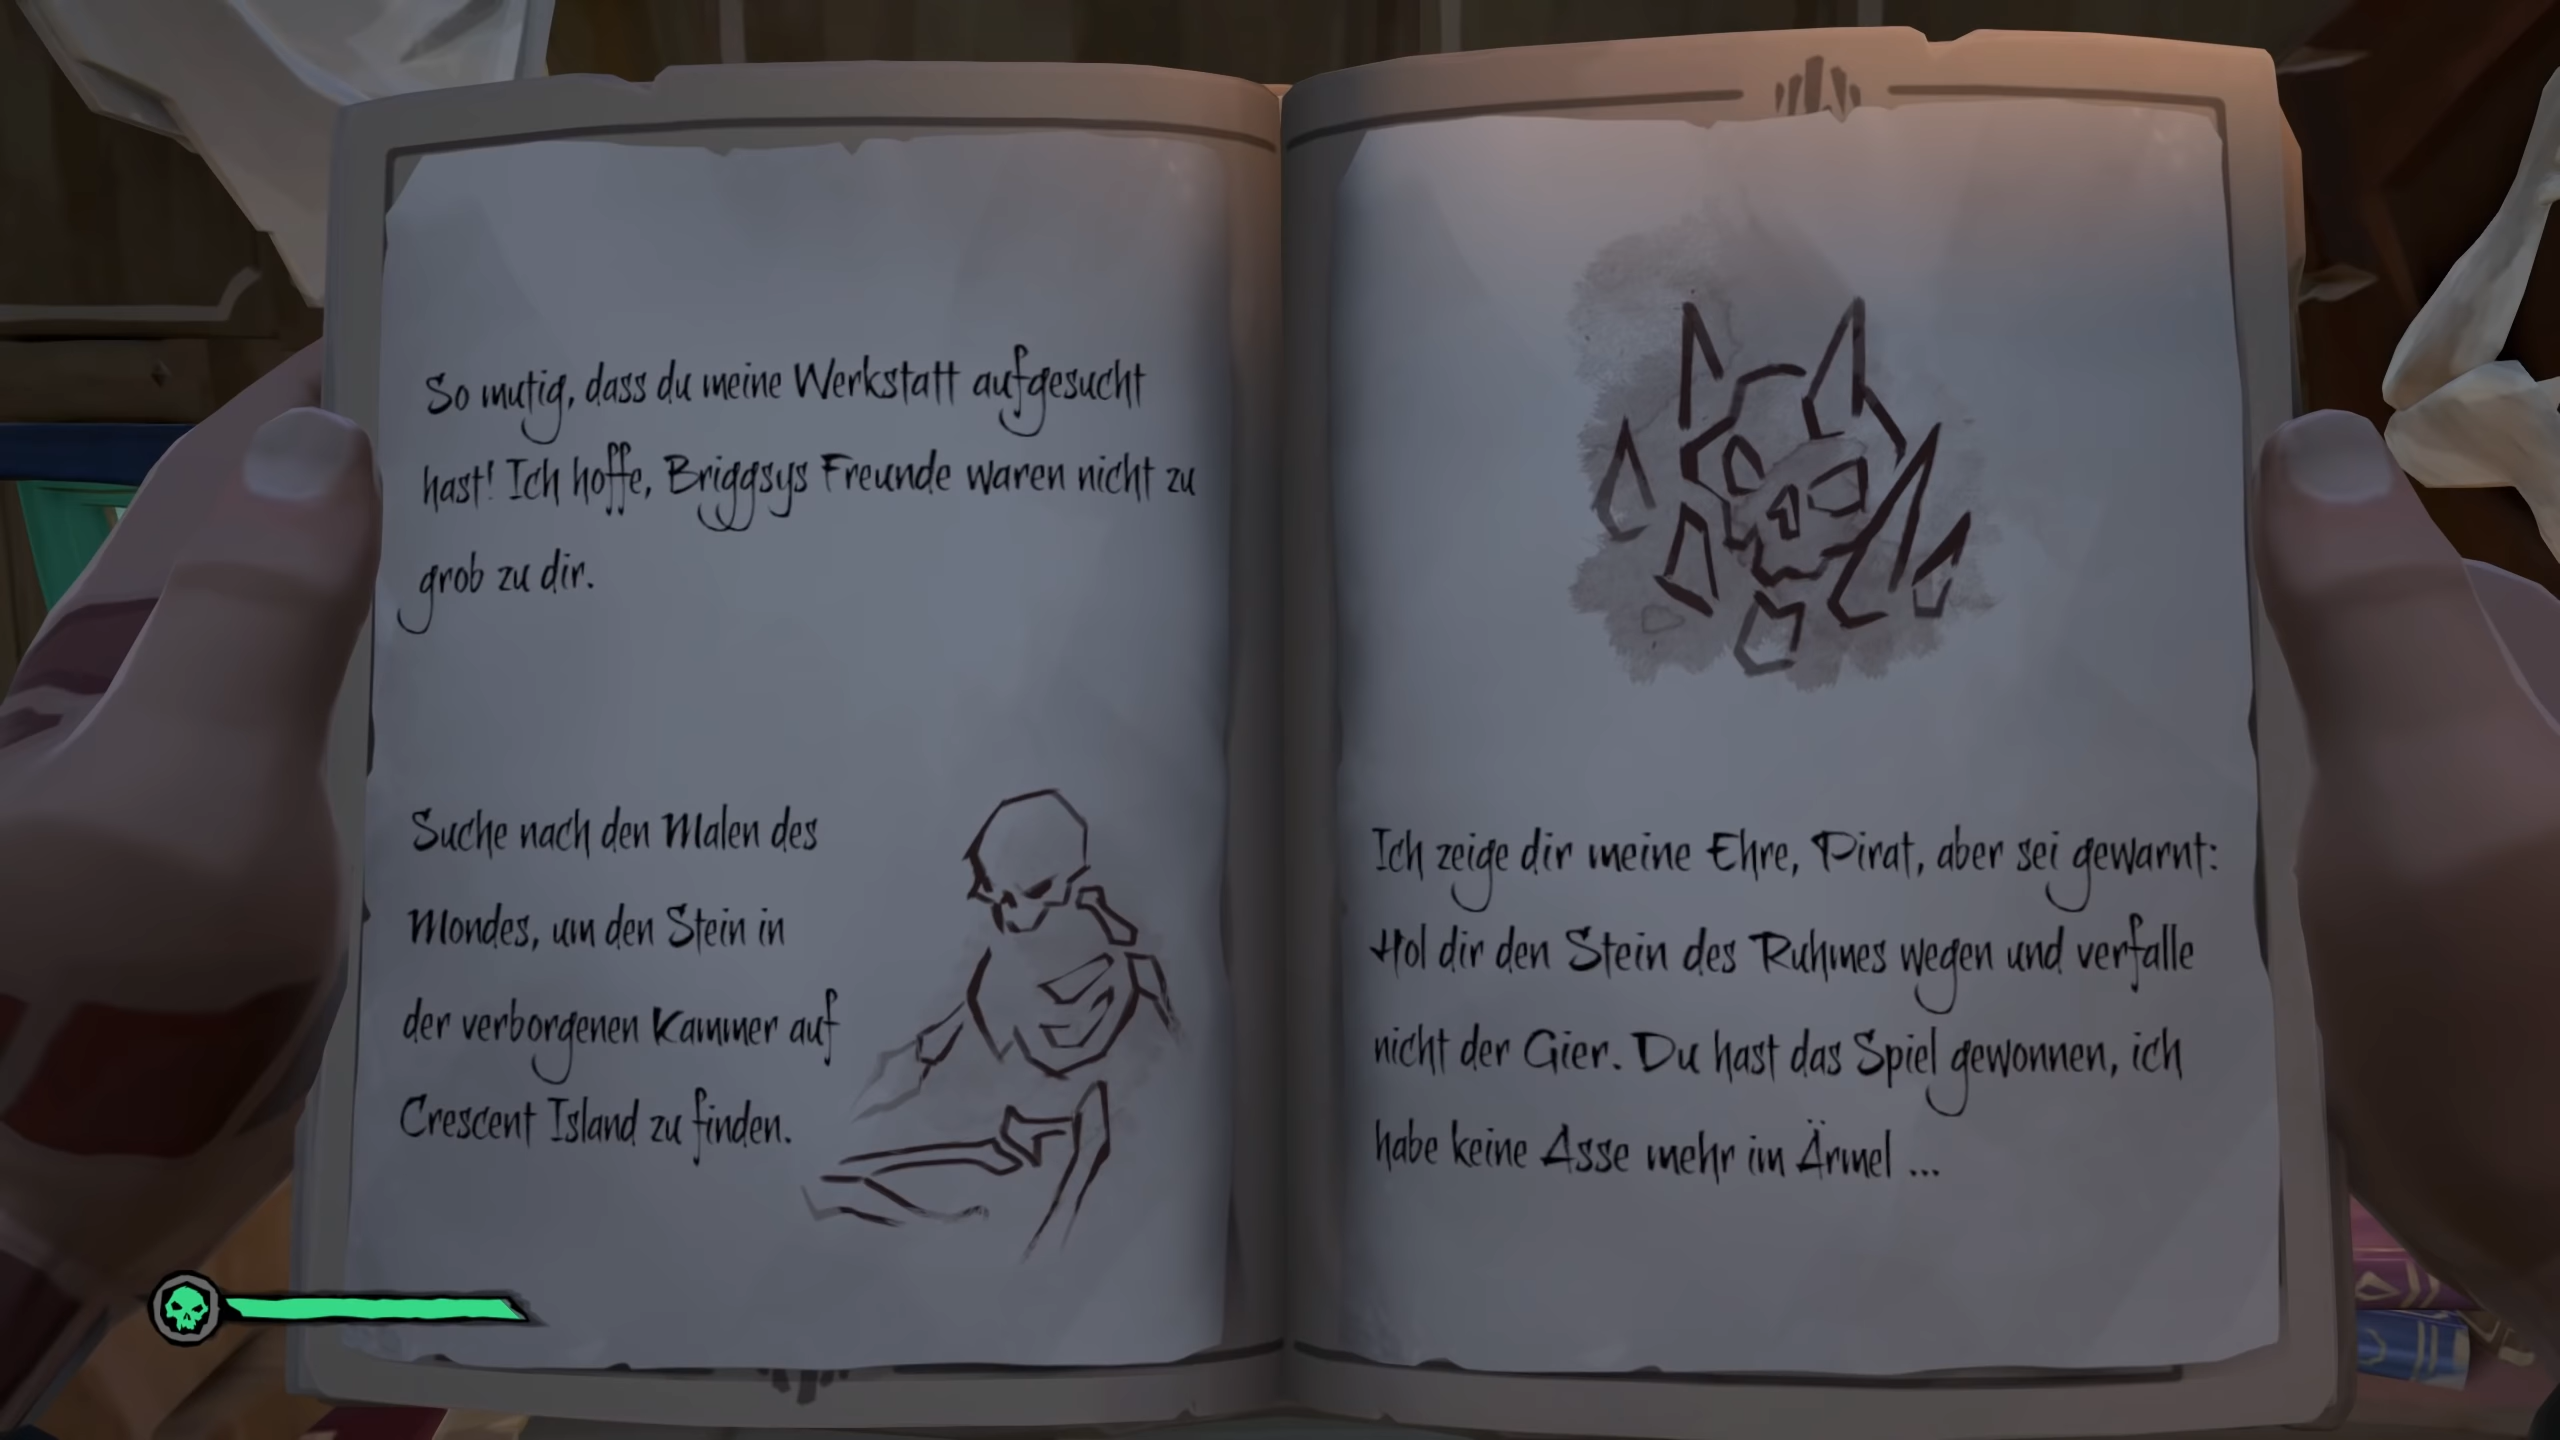 So mutig, dass du meine Werkstatt aufgesucht
hast! Ich hoffe, Briggsys Freunde waren nicht zu
grob zu dir.
Suche nach den Malen des
Mondes, um den Stein in
der verborgenen Kammer auf
Crescent Island zu finden.
Ich zeige dir meine Ehre, Pirat, aber sei gewarnt:
Hol dir den Stein des Ruhmes wegen und verfalle
nicht der Gier. Du hast das Spiel gewonnen, ich
habe keine Asse mehr im Ärmel ...